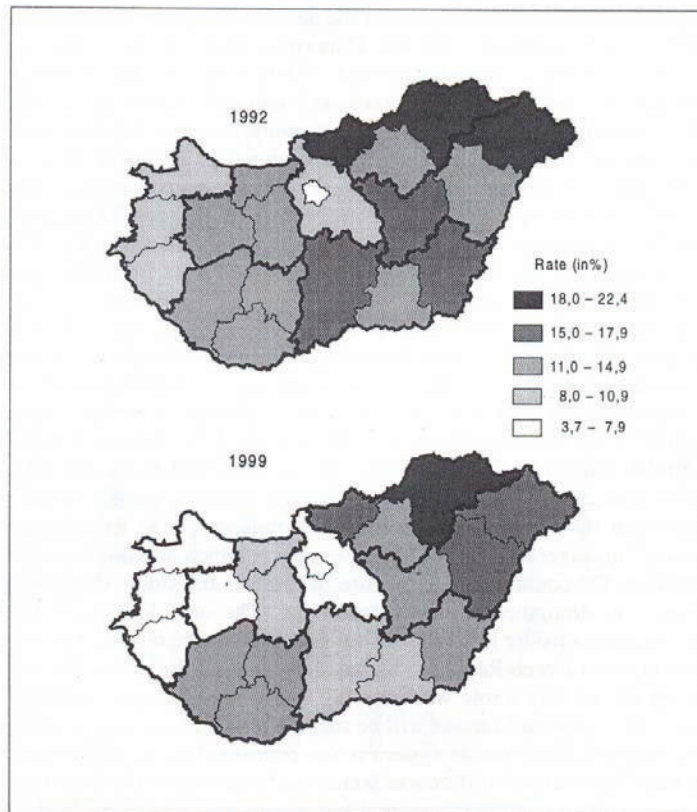 1992
Rate (in%)
18,0 – 22,4
15,0 – 17,9
11,0 – 14,9
8,0 – 10,9
3,7 – 7,9
1999